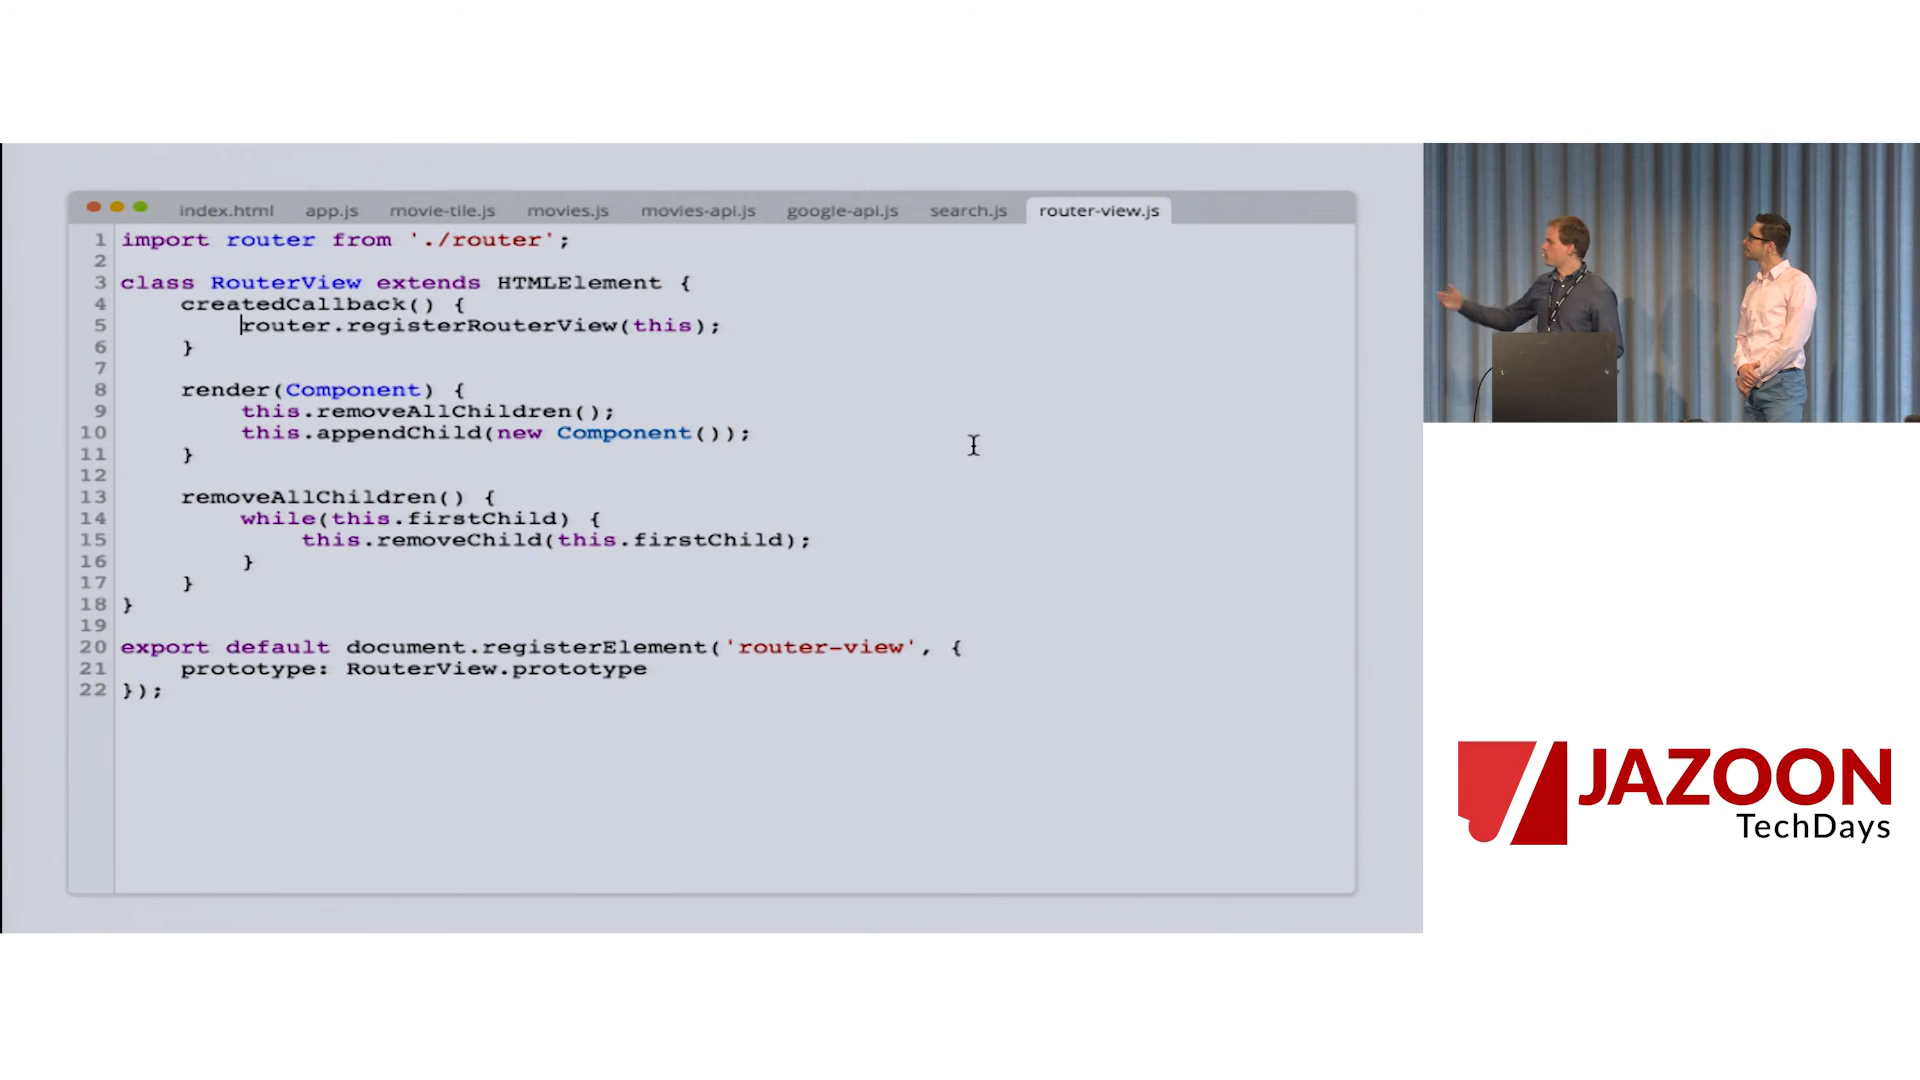 index.html app.js movie-tile.js movies.js movies-api.js google-api.js search.js router-view.js
1 import router from './router';
2
3 class RouterView extends HTMLElement {
4 createdCallback() {
5 router.registerRouterView(this);
6 }
7
8 render(Component) {
9 this.removeAllChildren();
10 this.appendChild(new Component());
11 }
12
13 removeAllChildren() {
14 while(this.firstChild) {
15 this.removeChild(this.firstChild);
16 }
17 }
18 }
19
20 export default document.registerElement('router-view', {
21 prototype: RouterView.prototype
22 });
JAZOON
TechDays